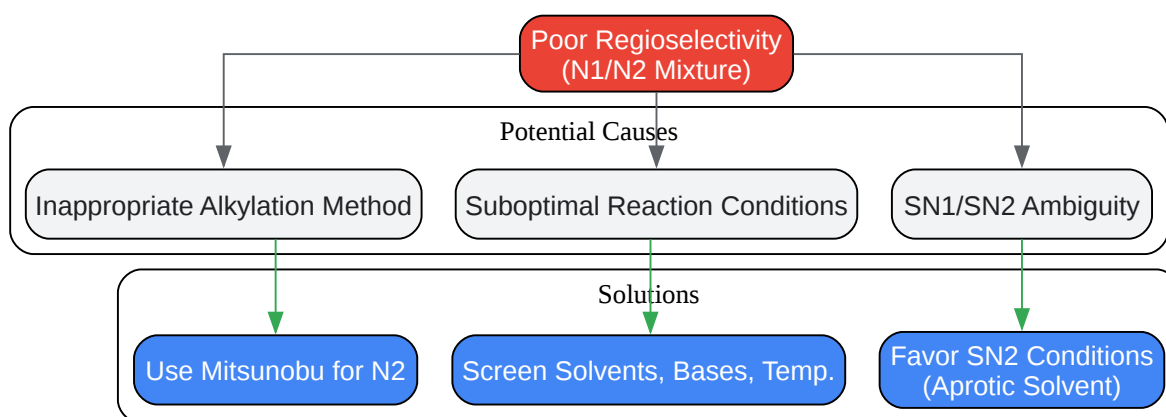 Poor Regioselectivity
(N1/N2 Mixture)
Potential Causes
Inappropriate Alkylation Method
Suboptimal Reaction Conditions
SN1/SN2 Ambiguity
Solutions
Use Mitsunobu for N2
Screen Solvents, Bases, Temp.
Favor SN2 Conditions
(Aprotic Solvent)